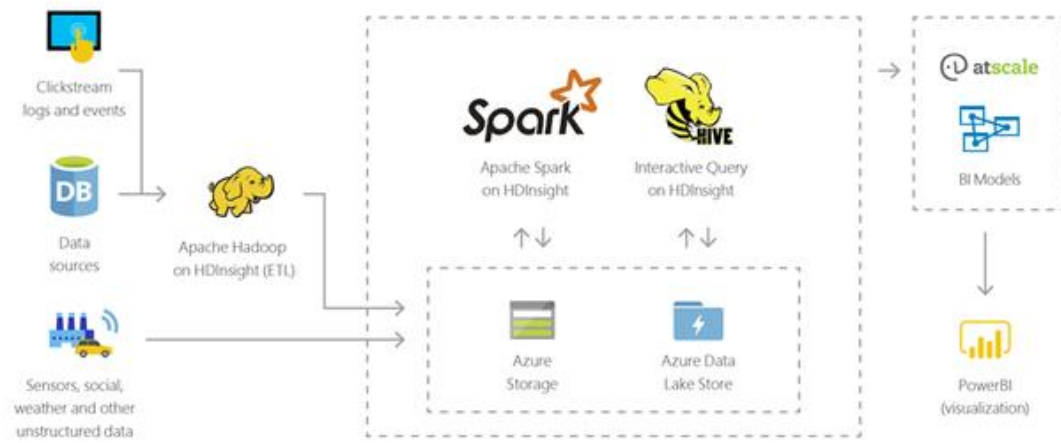 Clickstream
logs and events
DB
Data
sources
Sensors, social,
weather and other
unstructured data
Apache Hadoop
on HDInsight (ETL)
Spark
Apache Spark
on HDInsight
HIVE
Interactive Query
on HDInsight
Azure
Storage
Azure Data
Lake Store
atscale
BI Models
PowerBI
(visualization)